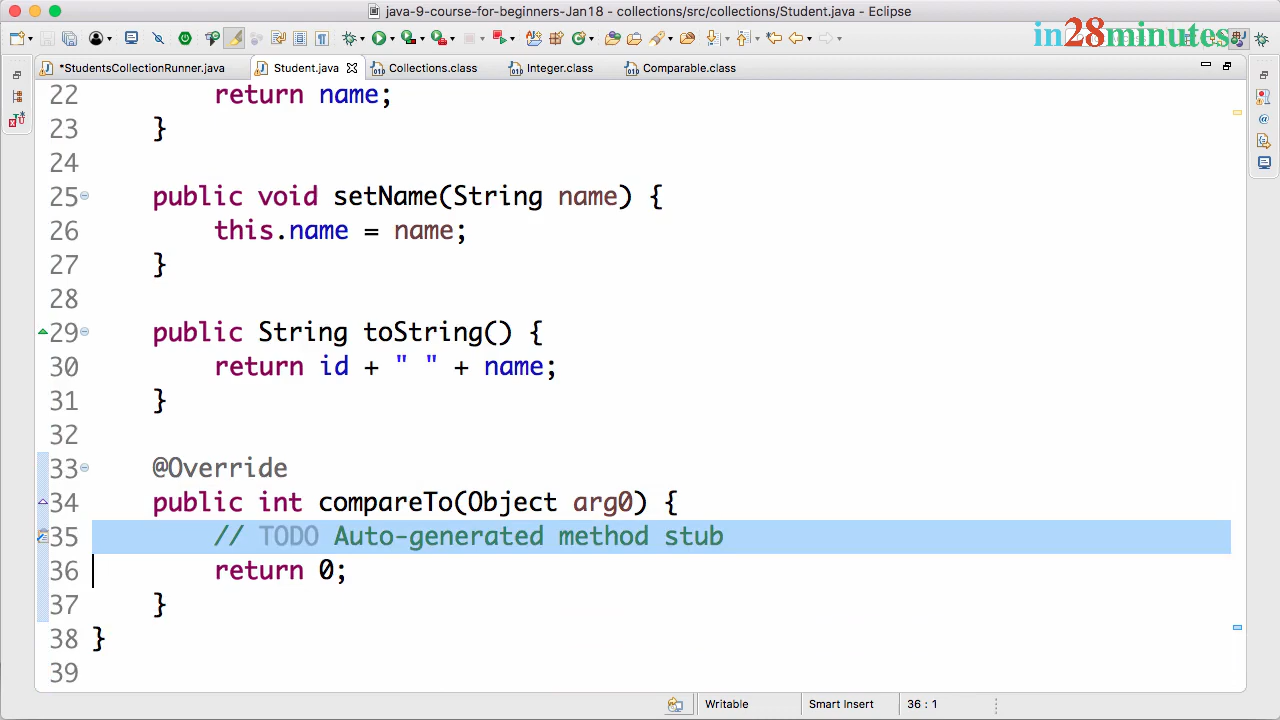 java-9-course-for-beginners-Jan18 - collections/src/collections/Student.java - Eclipse
in28minutes
*StudentsCollectionRunner.java
Student.java
Collections.class
Integer.class
Comparable.class
22 return name;
23 }
24
25 public void setName(String name) {
26 this.name = name;
27 }
28
29 public String toString() {
30 return id + " " + name;
31 }
32
33 @Override
34 public int compareTo(Object arg0) {
35 // TODO Auto-generated method stub
36 return 0;
37 }
38 }
39
Writable
Smart Insert
36 : 1